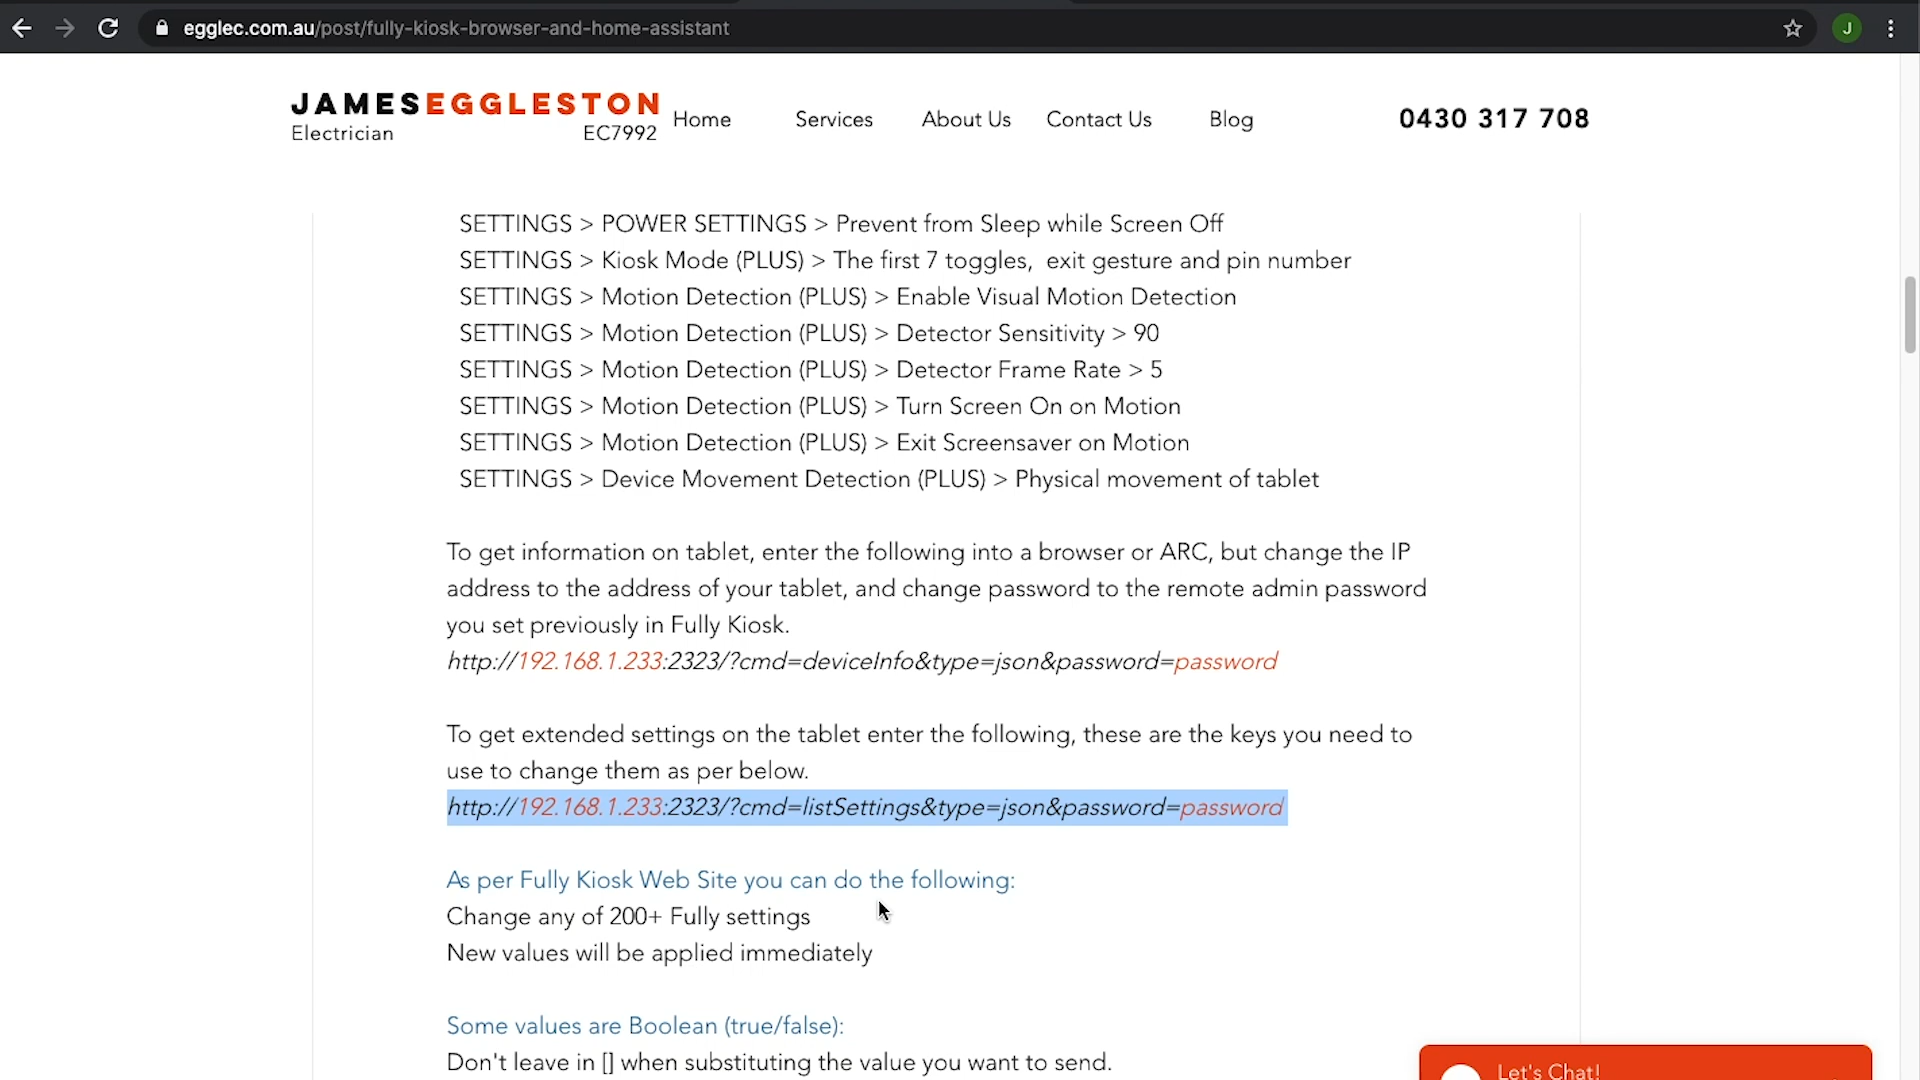 egglec.com.au/post/fully-kiosk-browser-and-home-assistant
J
JAMESEGGLESTON
Electrician EC7992
Home Services About Us Contact Us Blog
0430 317 708
SETTINGS > POWER SETTINGS > Prevent from Sleep while Screen Off
SETTINGS > Kiosk Mode (PLUS) > The first 7 toggles, exit gesture and pin number
SETTINGS > Motion Detection (PLUS) > Enable Visual Motion Detection
SETTINGS > Motion Detection (PLUS) > Detector Sensitivity > 90
SETTINGS > Motion Detection (PLUS) > Detector Frame Rate > 5
SETTINGS > Motion Detection (PLUS) > Turn Screen On on Motion
SETTINGS > Motion Detection (PLUS) > Exit Screensaver on Motion
SETTINGS > Device Movement Detection (PLUS) > Physical movement of tablet
To get information on tablet, enter the following into a browser or ARC, but change the IP
address to the address of your tablet, and change password to the remote admin password
you set previously in Fully Kiosk.
http://192.168.1.233:2323/?cmd=deviceInfo&type=json&password=password
To get extended settings on the tablet enter the following, these are the keys you need to
use to change them as per below.
http://192.168.1.233:2323/?cmd=listSettings&type=json&password=password
As per Fully Kiosk Web Site you can do the following:
Change any of 200+ Fully settings
New values will be applied immediately
Some values are Boolean (true/false):
Don't leave in [] when substituting the value you want to send.
Let's Chat!